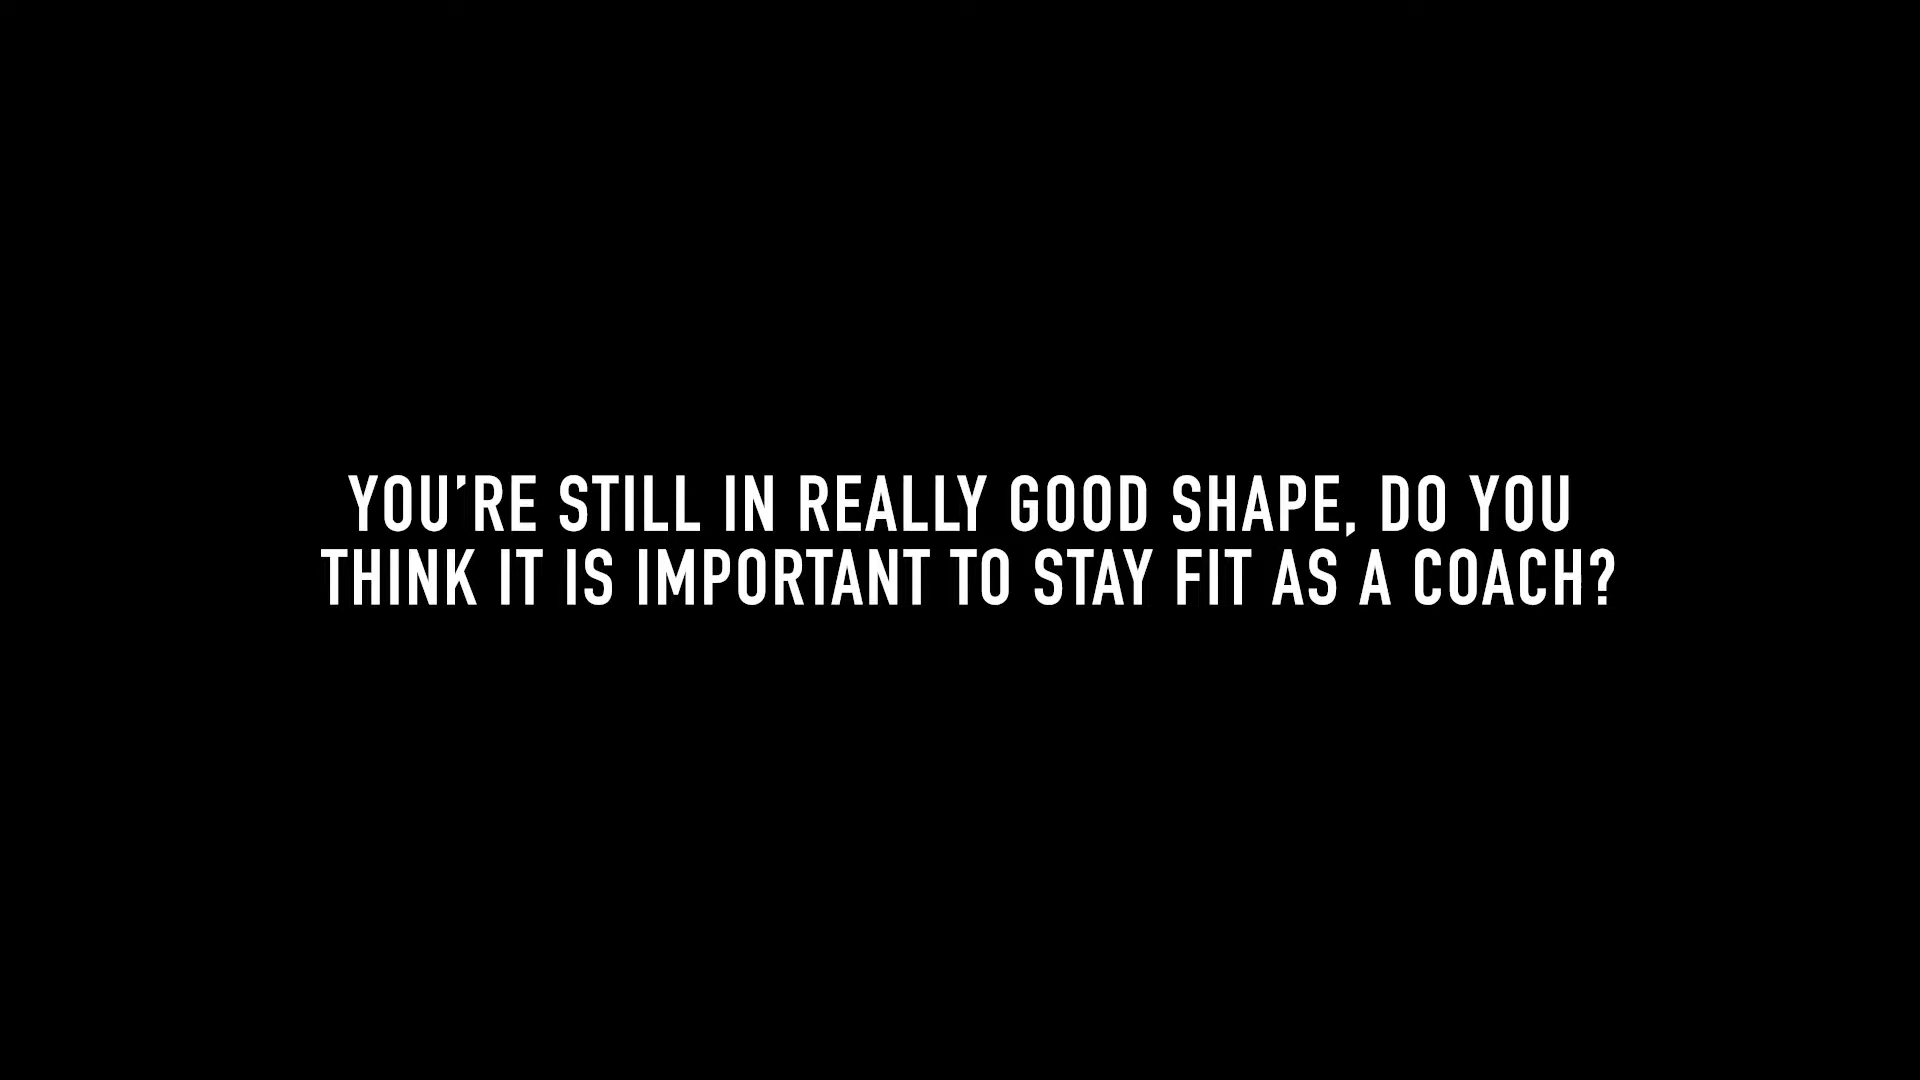 YOU’RE STILL IN REALLY GOOD SHAPE, DO YOU
THINK IT IS IMPORTANT TO STAY FIT AS A COACH?